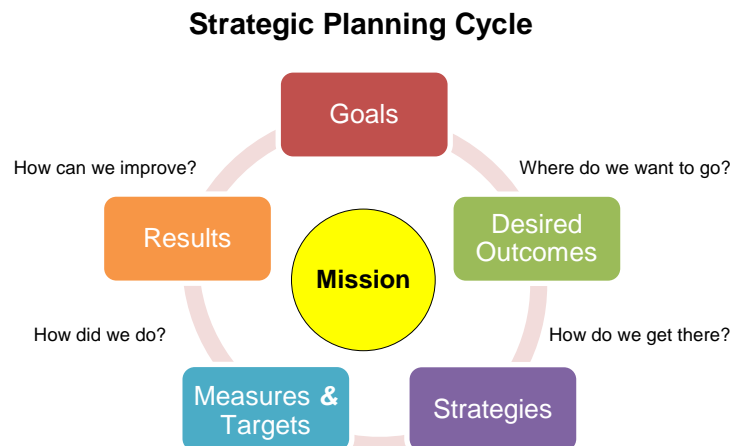 Strategic Planning Cycle
Goals
How can we improve?
Where do we want to go?
Results
Desired
Outcomes
Mission
How did we do?
How do we get there?
Measures &
Targets
Strategies